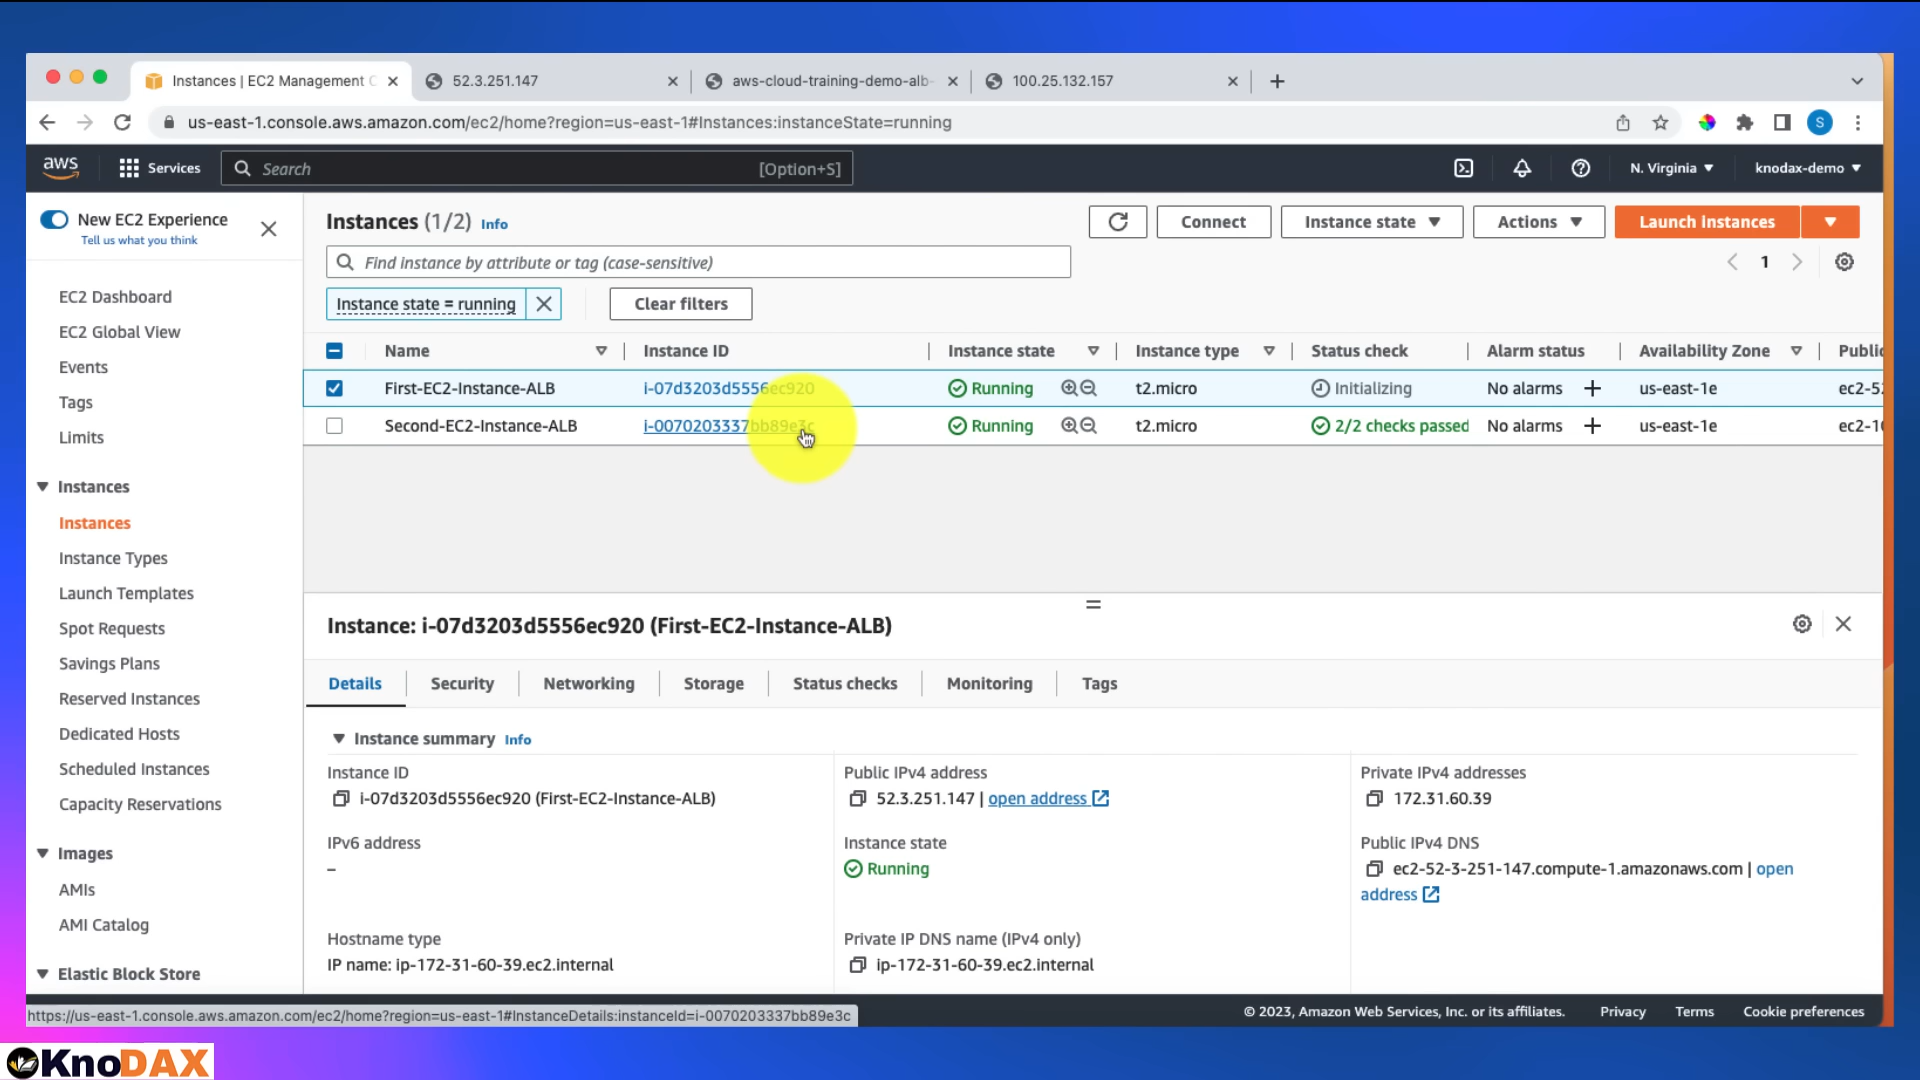 Instances | EC2 Management C
52.3.251.147
aws-cloud-training-demo-alb-
100.25.132.157
us-east-1.console.aws.amazon.com/ec2/home?region=us-east-1#Instances:instanceState=running
S
aws
Services
Search
[Option+S]
N. Virginia
knodax-demo
New EC2 Experience
Tell us what you think
EC2 Dashboard
EC2 Global View
Events
Tags
Limits
Instances
Instances
Instance Types
Launch Templates
Spot Requests
Savings Plans
Reserved Instances
Dedicated Hosts
Scheduled Instances
Capacity Reservations
Images
AMIs
AMI Catalog
Elastic Block Store
Instances (1/2) Info
Connect
Instance state
Actions
Launch instances
Find instance by attribute or tag (case-sensitive)
1
Instance state = running
Clear filters
Name Instance ID Instance state Instance type Status check Alarm status Availability Zone Public
First-EC2-Instance-ALB i-07d3203d5556ec920 Running t2.micro Initializing No alarms us-east-1e ec2-52
Second-EC2-Instance-ALB i-0070203337bb89e3c Running t2.micro 2/2 checks passed No alarms us-east-1e ec2-10
Instance: i-07d3203d5556ec920 (First-EC2-Instance-ALB)
Details Security Networking Storage Status checks Monitoring Tags
Instance summary Info
Instance ID
i-07d3203d5556ec920 (First-EC2-Instance-ALB)
Public IPv4 address
52.3.251.147 | open address
Private IPv4 addresses
172.31.60.39
IPv6 address
–
Instance state
Running
Public IPv4 DNS
ec2-52-3-251-147.compute-1.amazonaws.com | open
address
Hostname type
IP name: ip-172-31-60-39.ec2.internal
Private IP DNS name (IPv4 only)
ip-172-31-60-39.ec2.internal
https://us-east-1.console.aws.amazon.com/ec2/home?region=us-east-1#InstanceDetails:instanceId=i-0070203337bb89e3c
© 2023, Amazon Web Services, Inc. or its affiliates.
Privacy
Terms
Cookie preferences
KnoDAX